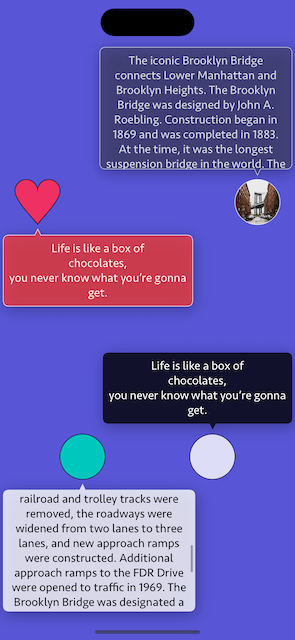 The iconic Brooklyn Bridge
connects Lower Manhattan and
Brooklyn Heights. The Brooklyn
Bridge was designed by John A.
Roebling. Construction began in
1869 and was completed in 1883.
At the time, it was the longest
suspension bridge in the world. The
Life is like a box of
chocolates,
you never know what you’re gonna
get.
Life is like a box of
chocolates,
you never know what you’re gonna
get.
railroad and trolley tracks were
removed, the roadways were
widened from two lanes to three
lanes, and new approach ramps
were constructed. Additional
approach ramps to the FDR Drive
were opened to traffic in 1969. The
Brooklyn Bridge was designated a